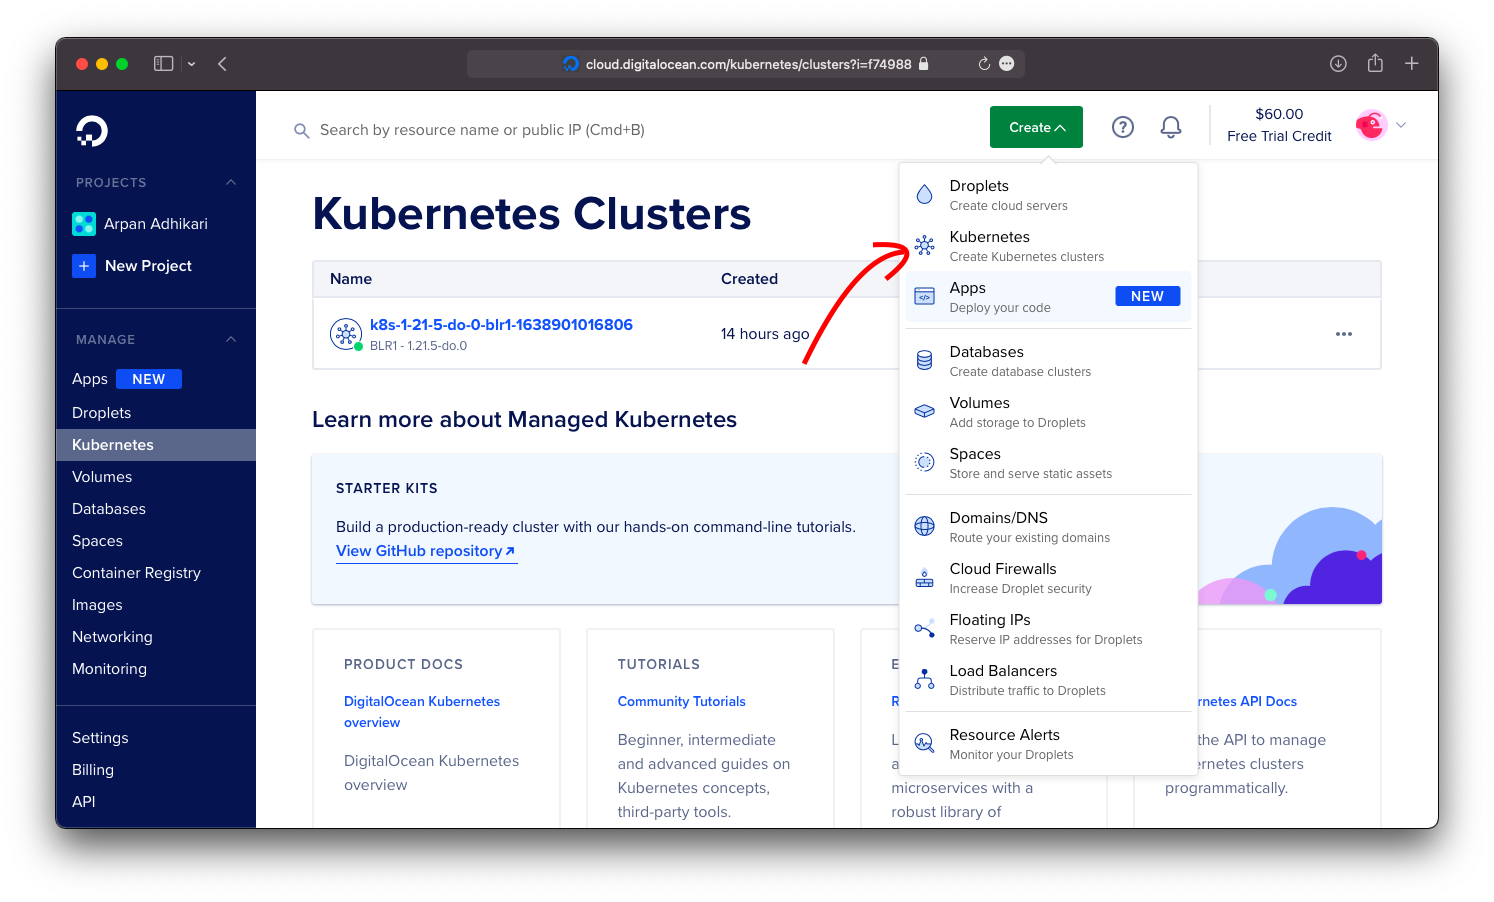 cloud.digitalocean.com/kubernetes/clusters?i=f74988
Search by resource name or public IP (Cmd+B)
Create
$60.00
Free Trial Credit
PROJECTS
Arpan Adhikari
New Project
MANAGE
Apps NEW
Droplets
Kubernetes
Volumes
Databases
Spaces
Container Registry
Images
Networking
Monitoring
Settings
Billing
API
Kubernetes Clusters
Name Created
k8s-1-21-5-do-0-blr1-1638901016806
BLR1 - 1.21.5-do.0
14 hours ago
Learn more about Managed Kubernetes
STARTER KITS
Build a production-ready cluster with our hands-on command-line tutorials.
View GitHub repository
PRODUCT DOCS
DigitalOcean Kubernetes
overview
DigitalOcean Kubernetes
overview
TUTORIALS
Community Tutorials
Beginner, intermediate
and advanced guides on
Kubernetes concepts,
third-party tools.
microservices with a
robust library of
API Docs
the API to manage
clusters
programmatically.
Droplets
Create cloud servers
Kubernetes
Create Kubernetes clusters
Apps
Deploy your code
NEW
Databases
Create database clusters
Volumes
Add storage to Droplets
Spaces
Store and serve static assets
Domains/DNS
Route your existing domains
Cloud Firewalls
Increase Droplet security
Floating IPs
Reserve IP addresses for Droplets
Load Balancers
Distribute traffic to Droplets
Resource Alerts
Monitor your Droplets